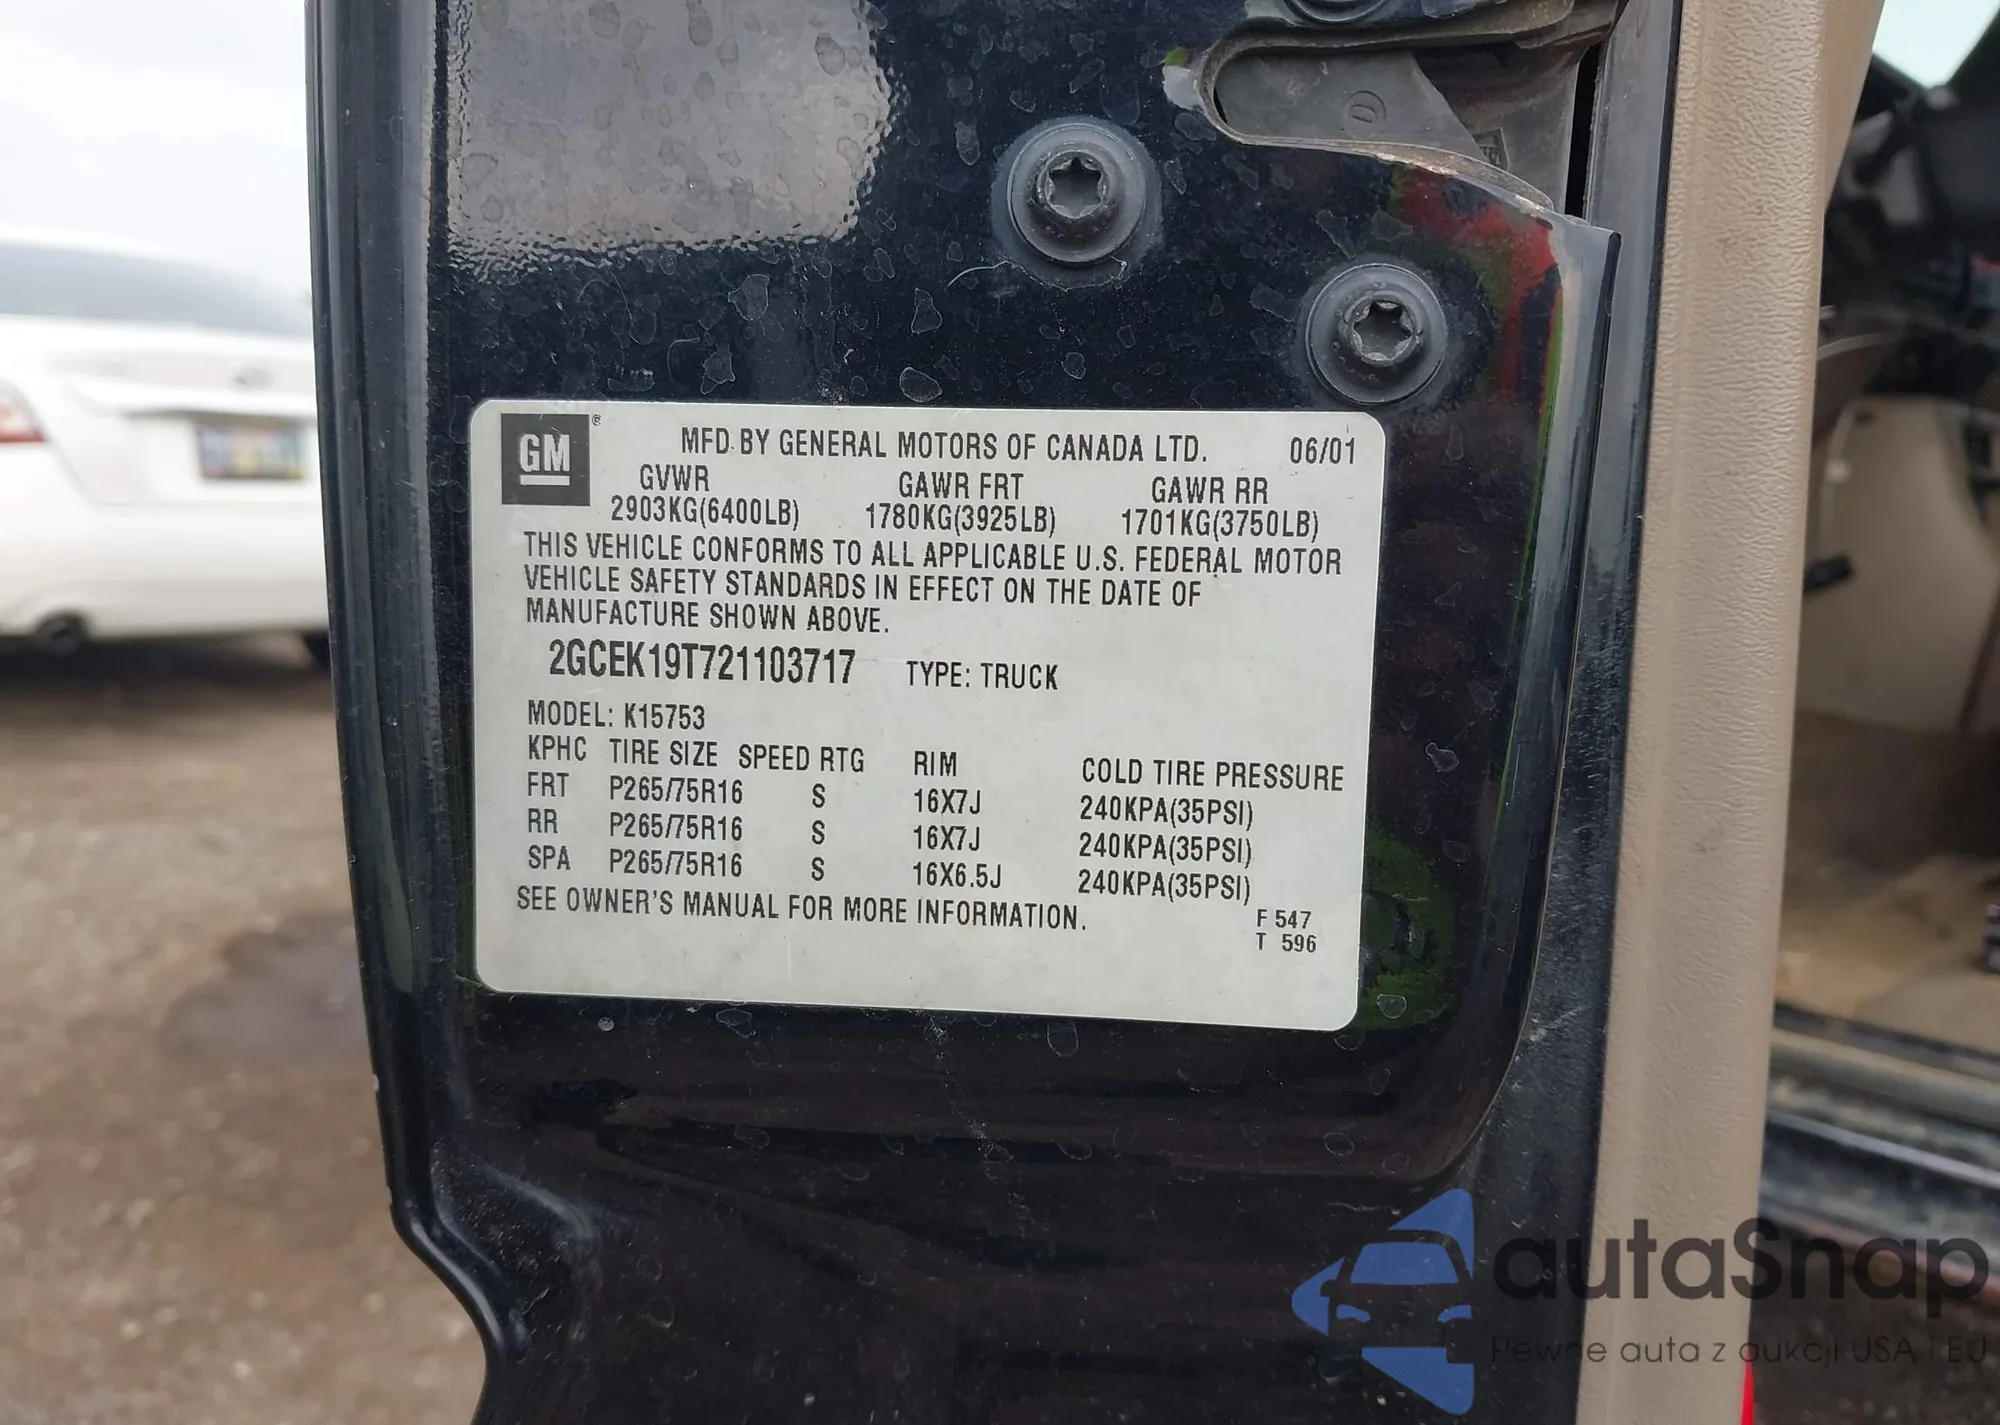 GM ® MFD. BY GENERAL MOTORS OF CANADA LTD. 06/01
GVWR GAWR FRT GAWR RR
2903KG(6400LB) 1780KG(3925LB) 1701KG(3750LB)
THIS VEHICLE CONFORMS TO ALL APPLICABLE U.S. FEDERAL MOTOR
VEHICLE SAFETY STANDARDS IN EFFECT ON THE DATE OF
MANUFACTURE SHOWN ABOVE.
2GCEK19T721103717 TYPE: TRUCK
MODEL: K15753
KPHC TIRE SIZE SPEED RTG RIM COLD TIRE PRESSURE
FRT P265/75R16 S 16X7J 240KPA(35PSI)
RR P265/75R16 S 16X7J 240KPA(35PSI)
SPA P265/75R16 S 16X6.5J 240KPA(35PSI)
SEE OWNER'S MANUAL FOR MORE INFORMATION.
F 547
T 596
autaSnap
Pewne auta z aukcji USA i EU